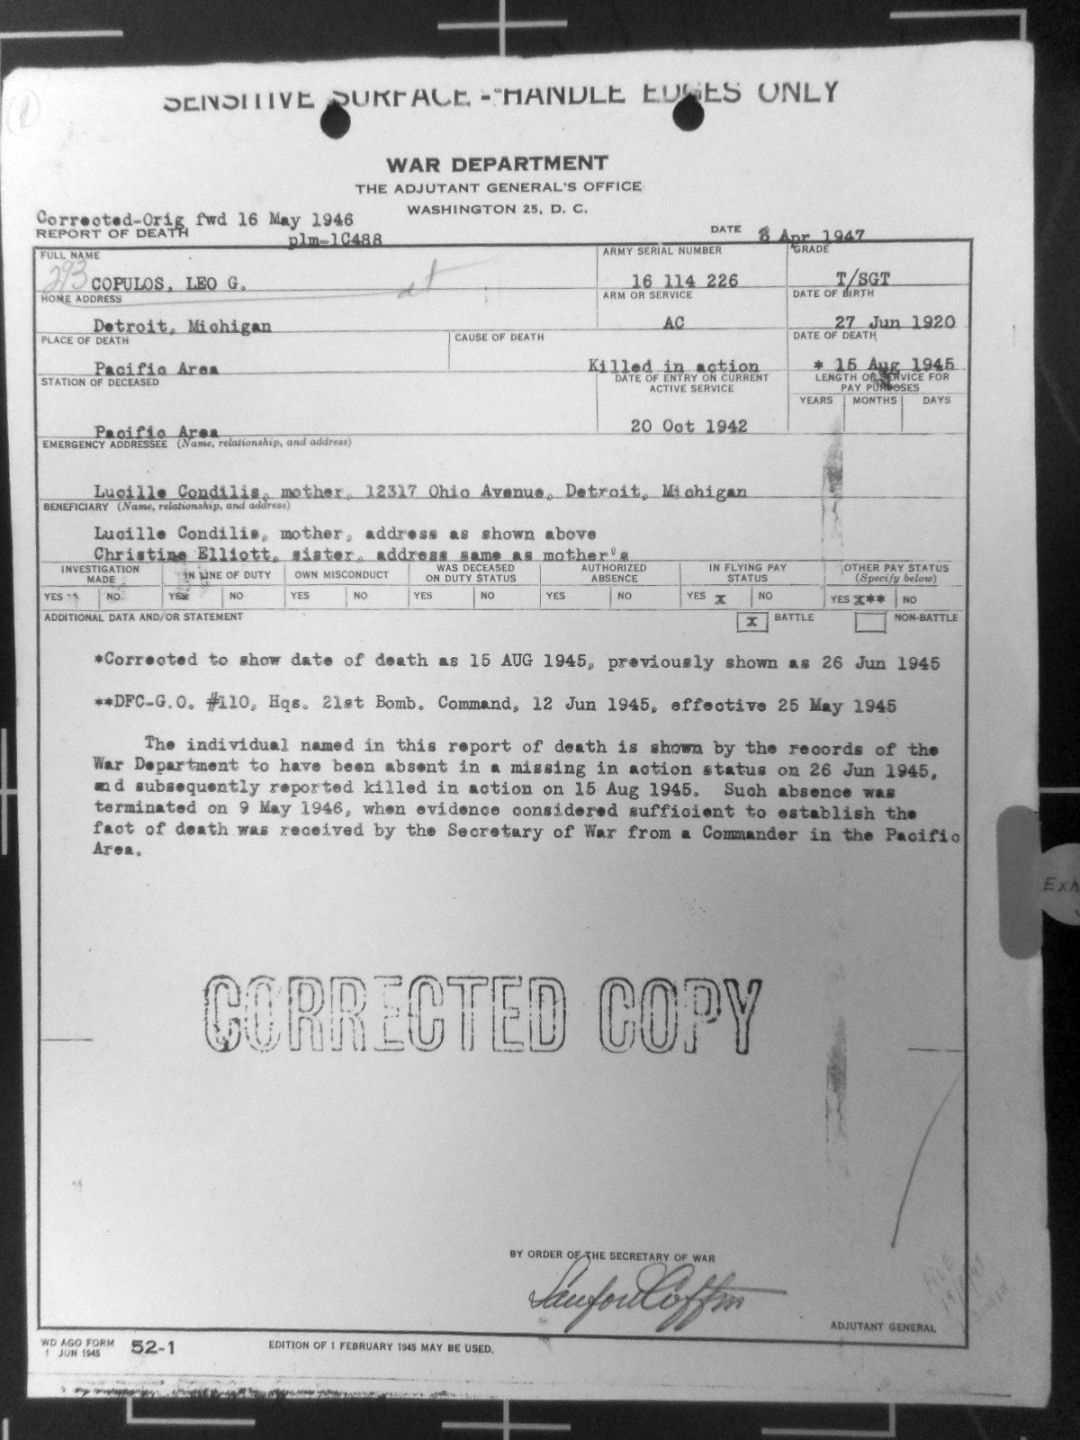 SENSITIVE SURFACE - HANDLE EDGES ONLY
WAR DEPARTMENT
THE ADJUTANT GENERAL'S OFFICE
WASHINGTON 25, D. C.
Corrected-Orig fwd 16 May 1946
REPORT OF DEATH
plm-1C488
DATE 8 Apr 1947
FULL NAME ARMY SERIAL NUMBER GRADE
293 COPULOS, LEO G. 16 114 226 T/SGT
HOME ADDRESS ARM OR SERVICE DATE OF BIRTH
Detroit, Michigan AC 27 Jun 1920
PLACE OF DEATH CAUSE OF DEATH DATE OF DEATH
Pacific Area Killed in action * 15 Aug 1945
STATION OF DECEASED DATE OF ENTRY ON CURRENT ACTIVE SERVICE LENGTH OF SERVICE FOR PAY PURPOSES
YEARS MONTHS DAYS
Pacific Area 20 Oct 1942
EMERGENCY ADDRESSEE (Name, relationship, and address)
Lucille Condilis, mother, 12317 Ohio Avenue, Detroit, Michigan
BENEFICIARY (Name, relationship, and address)
Lucille Condilis, mother, address as shown above
Christine Elliott, sister, address same as mother's
INVESTIGATION MADE IN LINE OF DUTY OWN MISCONDUCT WAS DECEASED ON DUTY STATUS AUTHORIZED ABSENCE IN FLYING PAY STATUS OTHER PAY STATUS (Specify below)
YES NO YES NO YES NO YES NO YES NO YES X NO YES X** NO
ADDITIONAL DATA AND/OR STATEMENT X BATTLE NON-BATTLE
*Corrected to show date of death as 15 AUG 1945, previously shown as 26 Jun 1945
**DFC-G.O. #110, Hqs. 21st Bomb. Command, 12 Jun 1945, effective 25 May 1945
The individual named in this report of death is shown by the records of the
War Department to have been absent in a missing in action status on 26 Jun 1945,
and subsequently reported killed in action on 15 Aug 1945. Such absence was
terminated on 9 May 1946, when evidence considered sufficient to establish the
fact of death was received by the Secretary of War from a Commander in the Pacific
Area.
CORRECTED COPY
BY ORDER OF THE SECRETARY OF WAR
Sanford Coffin
ADJUTANT GENERAL
WD AGO FORM
1 JUN 1945 52-1 EDITION OF 1 FEBRUARY 1945 MAY BE USED.